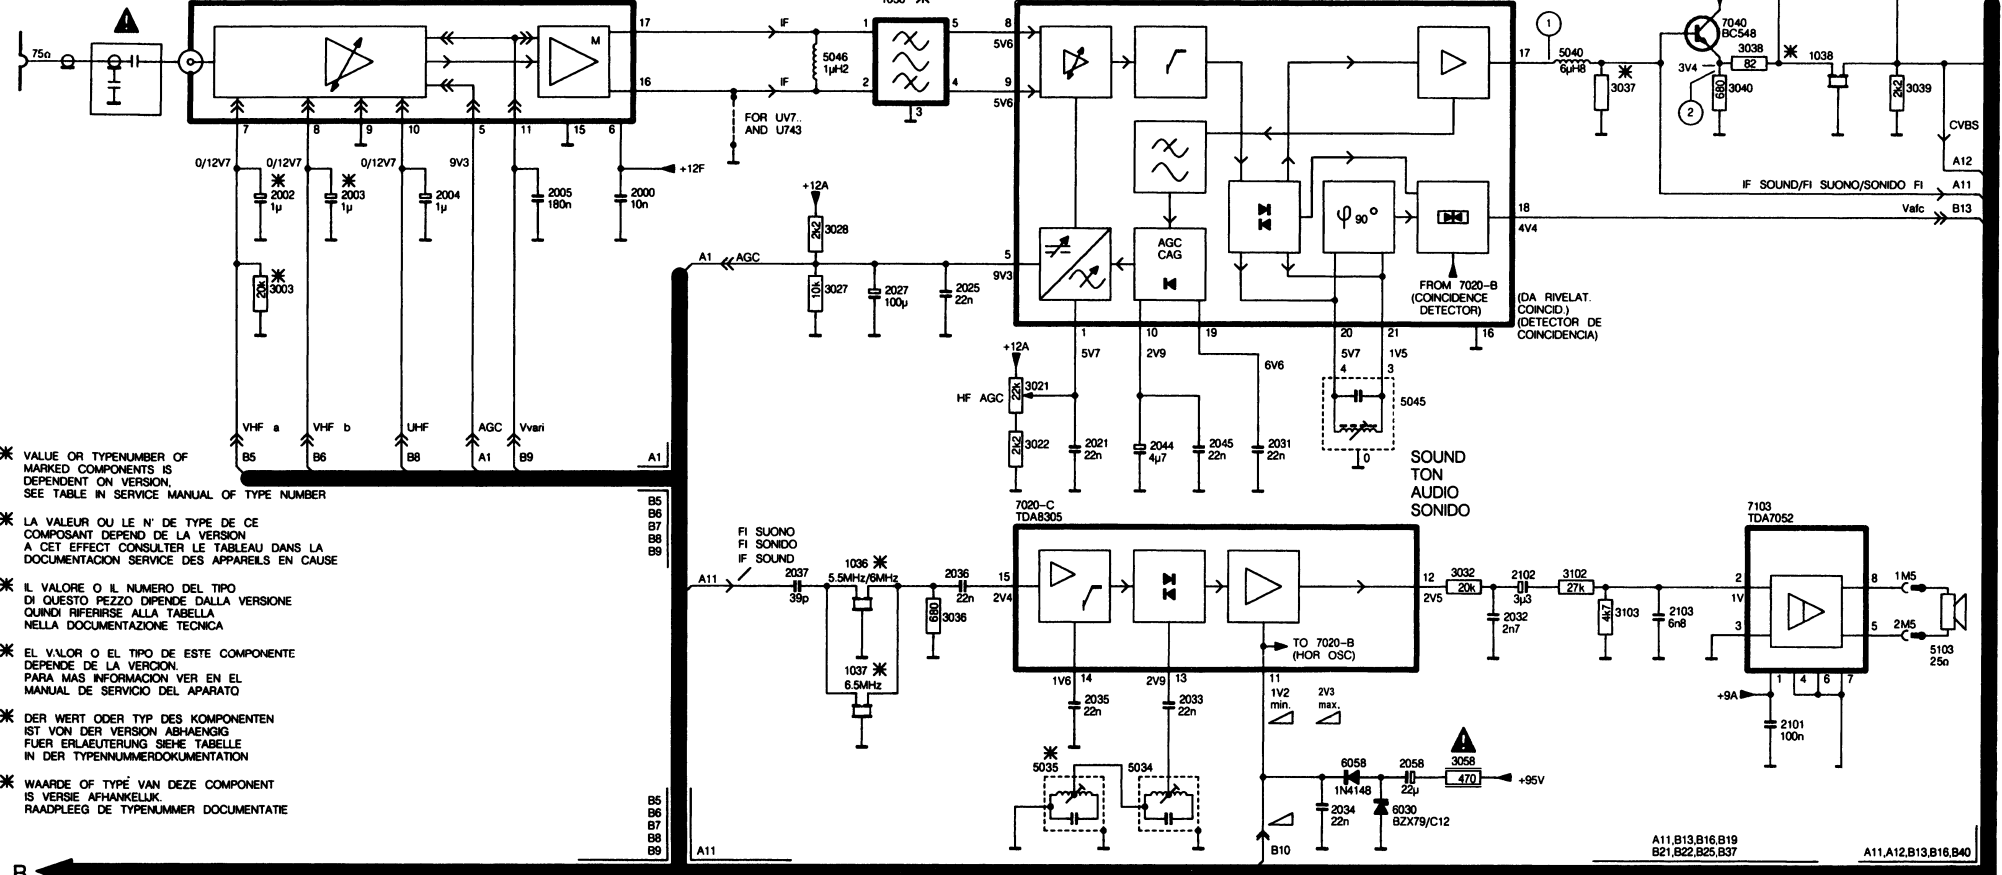 75Ω
M
17
16
IF
IF
5046
1µH2
FOR UV7..
AND U743
1
2
5
4
3
8
5V6
9
5V6
17
1
5040
6µH8
3037
7040
BC548
3038
82
3V4
680
3040
2
1038
2k2
3039
CVBS
A12
IF SOUND/FI SUONO/SONIDO FI
A11
18
4V4
Vafc
B13
7
8
9
10
5
11
15
6
0/12V7
0/12V7
0/12V7
9V3
+12F
2002
1µ
2003
1µ
2004
1µ
2005
180n
2000
10n
20k
3003
+12A
2k2
3028
A1
AGC
10k
3027
2027
100µ
2025
22n
5
9V3
AGC
CAG
φ 90°
FROM 7020-B
(COINCIDENCE
DETECTOR)
(DA RIVELAT.
COINCID.)
(DETECTOR DE
COINCIDENCIA)
1
10
19
20
21
16
5V7
2V9
6V6
5V7
1V5
4
3
5045
0
+12A
22k
3021
HF AGC
2k2
3022
2021
22n
2044
4µ7
2045
22n
2031
22n
VHF a
VHF b
UHF
AGC
Vvari
B5
B6
B8
A1
B9
A1
VALUE OR TYPENUMBER OF
MARKED COMPONENTS IS
DEPENDENT ON VERSION,
SEE TABLE IN SERVICE MANUAL OF TYPE NUMBER
LA VALEUR OU LE N' DE TYPE DE CE
COMPOSANT DEPEND DE LA VERSION
A CET EFFECT CONSULTER LE TABLEAU DANS LA
DOCUMENTACION SERVICE DES APPAREILS EN CAUSE
IL VALORE O IL NUMERO DEL TIPO
DI QUESTO PEZZO DIPENDE DALLA VERSIONE
QUINDI RIFERIRSE ALLA TABELLA
NELLA DOCUMENTAZIONE TECNICA
EL VALOR O EL TIPO DE ESTE COMPONENTE
DEPENDE DE LA VERCION.
PARA MAS INFORMACION VER EN EL
MANUAL DE SERVICIO DEL APARATO
DER WERT ODER TYP DES KOMPONENTEN
IST VON DER VERSION ABHAENGIG
FUER ERLAEUTERUNG SIEHE TABELLE
IN DER TYPENNUMMERDOKUMENTATION
WAARDE OF TYPE VAN DEZE COMPONENT
IS VERSIE AFHANKELIJK.
RAADPLEEG DE TYPENUMMER DOCUMENTATIE
B5
B6
B7
B8
B9
B5
B6
B7
B8
B9
A11
SOUND
TON
AUDIO
SONIDO
7020-C
TDA8305
FI SUONO
FI SONIDO
IF SOUND
A11
2037
39p
1036
5.5MHz/6MHz
1037
6.5MHz
680
3036
2036
22n
15
2V4
12
2V5
TO 7020-B
(HOR OSC)
1V6
14
2V9
13
11
2035
22n
2033
22n
1V2
min.
2V3
max.
5035
5034
B10
6058
1N4148
2058
22µ
3058
470
+95V
2034
22n
6030
BZX79/C12
3032
20k
2032
2n7
2102
3µ3
3102
27k
4k7
3103
2103
6n8
7103
TDA7052
2
1V
3
8
5
1M5
2M5
5103
25Ω
1
4
6
7
+9A
2101
100n
A11,B13,B16,B19
B21,B22,B25,B37
A11,A12,B13,B16,B40